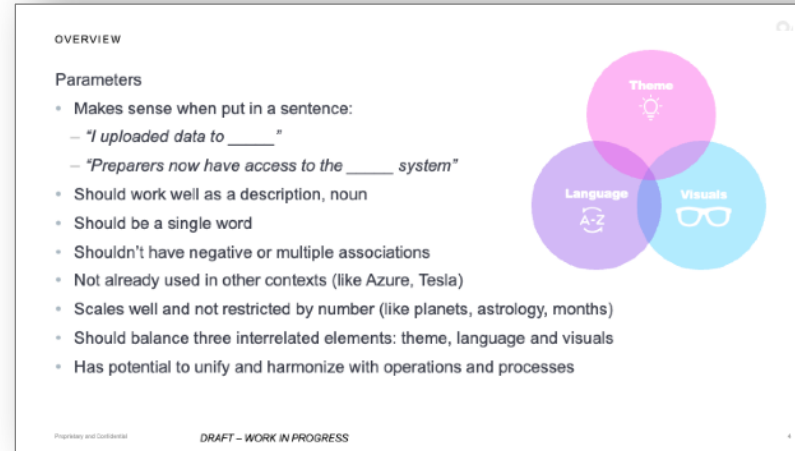 OVERVIEW
Parameters
• Makes sense when put in a sentence:
– “I uploaded data to _____”
– “Preparers now have access to the _____ system”
• Should work well as a description, noun
• Should be a single word
• Shouldn’t have negative or multiple associations
• Not already used in other contexts (like Azure, Tesla)
• Scales well and not restricted by number (like planets, astrology, months)
• Should balance three interrelated elements: theme, language and visuals
• Has potential to unify and harmonize with operations and processes
Theme
Language
A-Z
Visuals
Proprietary and Confidential
DRAFT – WORK IN PROGRESS
4